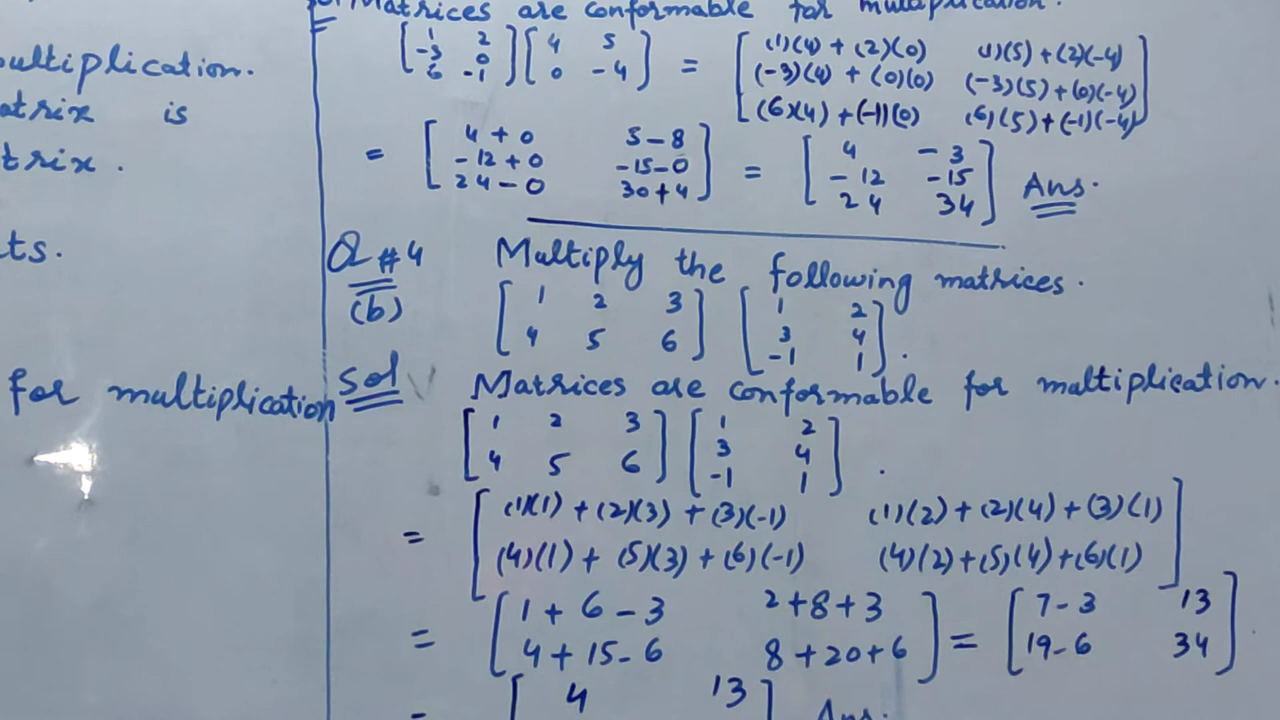 ultiplication.
atrix is
trix.
ts.
for multiplication
Matrices are conformable for multiplication.
[1 2
-3 0
6 -1] [4 5
0 -4] = [(1)(4) + (2)(0) (1)(5) + (2)(-4)
(-3)(4) + (0)(0) (-3)(5) + (0)(-4)
(6)(4) + (-1)(0) (6)(5) + (-1)(-4)]
= [4 + 0 5 - 8
-12 + 0 -15 - 0
24 - 0 30 + 4] = [4 -3
-12 -15
24 34] Ans.
Q #4 Multiply the following matrices.
(b) [1 2 3
4 5 6] [1 2
3 4
-1 1].
Sol Matrices are conformable for multiplication.
[1 2 3
4 5 6] [1 2
3 4
-1 1].
= [(1)(1) + (2)(3) + (3)(-1) (1)(2) + (2)(4) + (3)(1)
(4)(1) + (5)(3) + (6)(-1) (4)(2) + (5)(4) + (6)(1)]
= [1 + 6 - 3 2 + 8 + 3
4 + 15 - 6 8 + 20 + 6] = [7 - 3 13
19 - 6 34]
= [4 13] Ans.